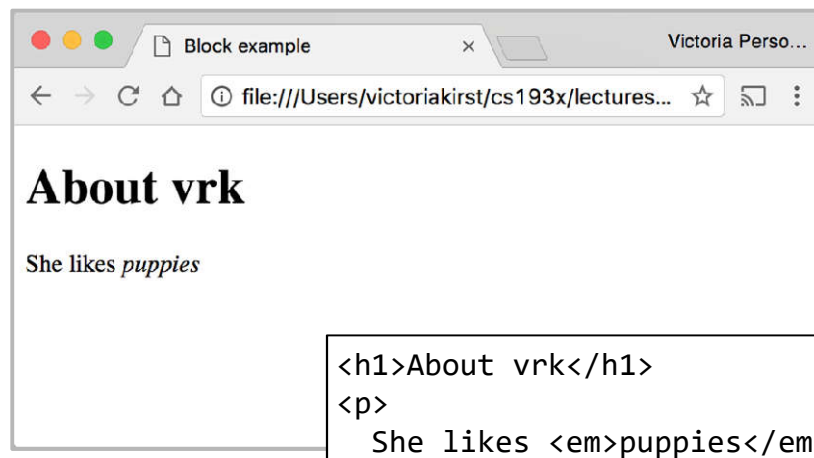 Block example × Victoria Perso...
file:///Users/victoriakirst/cs193x/lectures...
About vrk
She likes puppies
<h1>About vrk</h1>
<p>
She likes <em>puppies</em